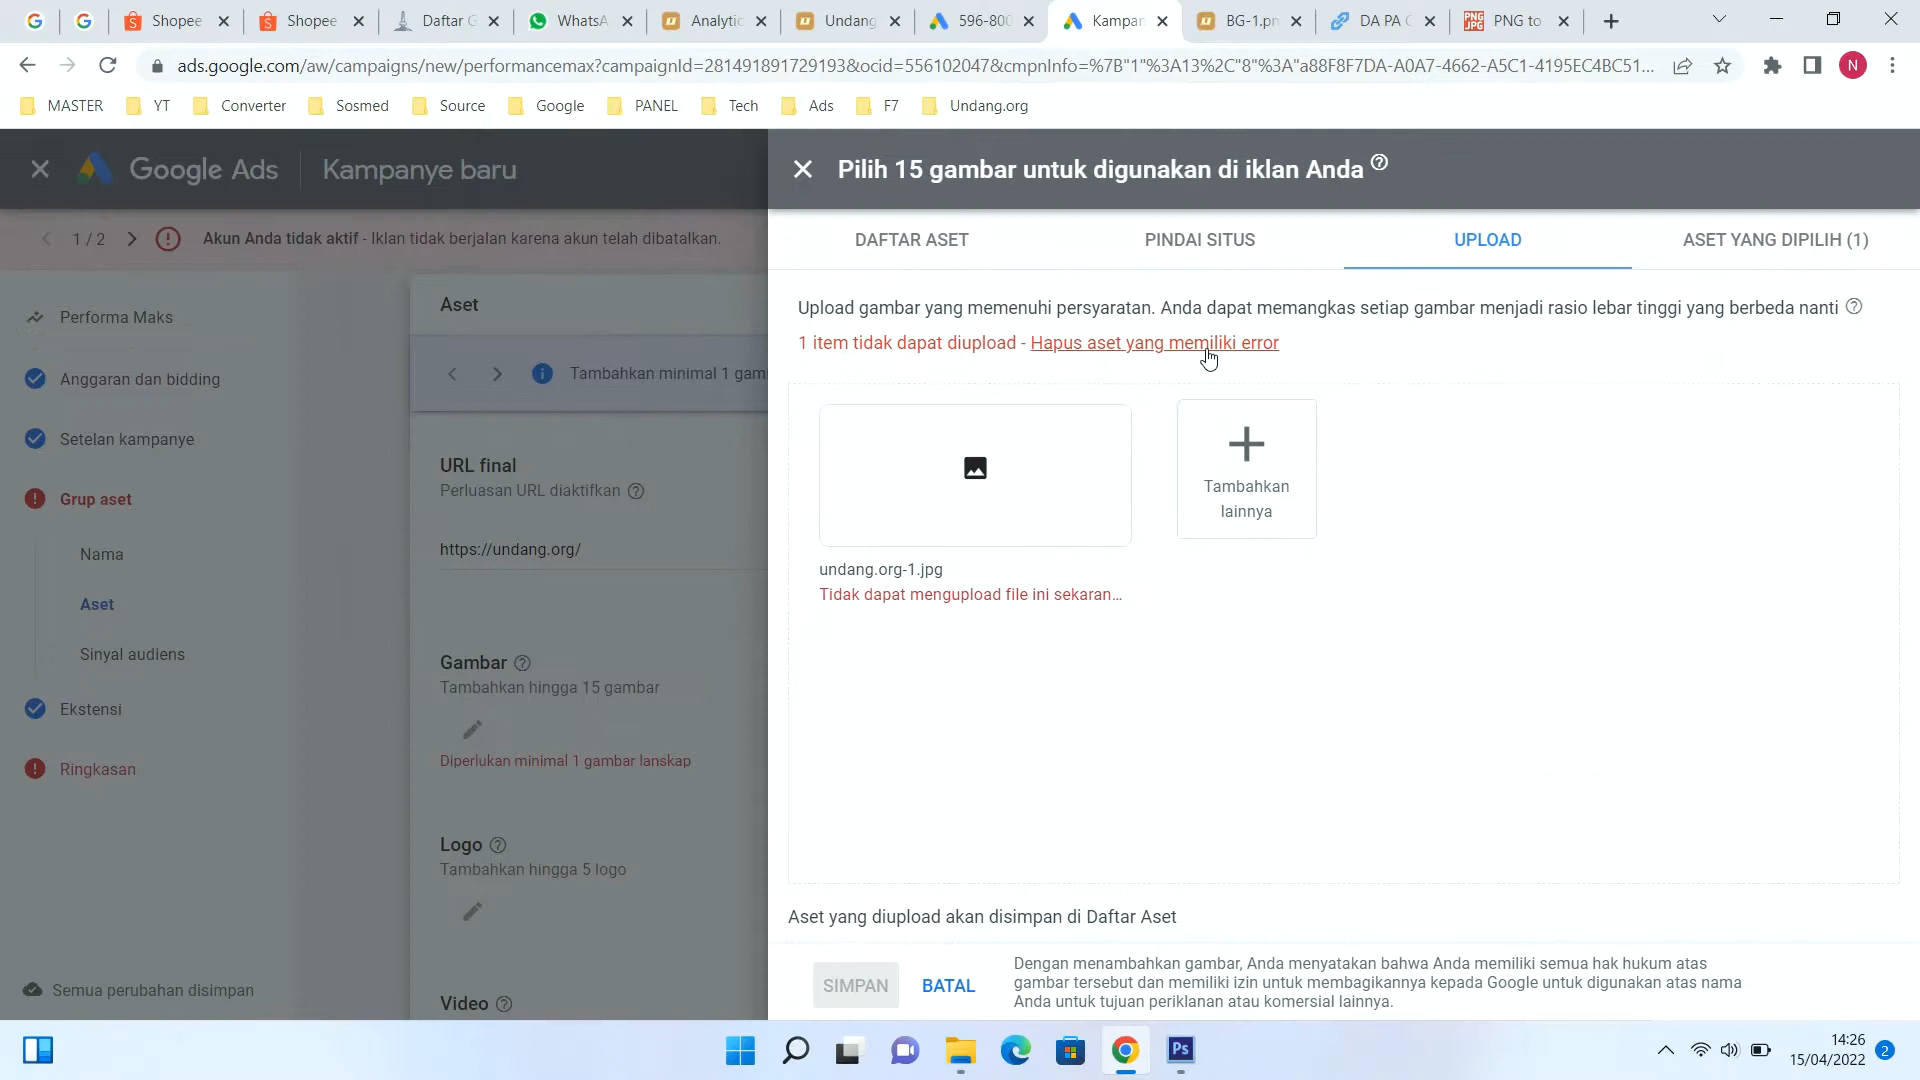 Shopee
Shopee
Daftar G
WhatsA
Analytic
Undang
596-800
Kampan
BG-1.pn
DA PA C
PNG to
ads.google.com/aw/campaigns/new/performancemax?campaignId=281491891729193&ocid=556102047&cmpnInfo=%7B"1"%3A13%2C"8"%3A"a88F8F7DA-A0A7-4662-A5C1-4195EC4BC51...
N
MASTER
YT
Converter
Sosmed
Source
Google
PANEL
Tech
Ads
F7
Undang.org
Google Ads
Kampanye baru
Pilih 15 gambar untuk digunakan di iklan Anda
1 / 2
Akun Anda tidak aktif - Iklan tidak berjalan karena akun telah dibatalkan.
DAFTAR ASET
PINDAI SITUS
UPLOAD
ASET YANG DIPILIH (1)
Performa Maks
Anggaran dan bidding
Setelan kampanye
Grup aset
Nama
Aset
Sinyal audiens
Ekstensi
Ringkasan
Semua perubahan disimpan
Aset
Tambahkan minimal 1 gam
URL final
Perluasan URL diaktifkan
https://undang.org/
Gambar
Tambahkan hingga 15 gambar
Diperlukan minimal 1 gambar lanskap
Logo
Tambahkan hingga 5 logo
Video
Upload gambar yang memenuhi persyaratan. Anda dapat memangkas setiap gambar menjadi rasio lebar tinggi yang berbeda nanti
1 item tidak dapat diupload - Hapus aset yang memiliki error
Tambahkan
lainnya
undang.org-1.jpg
Tidak dapat mengupload file ini sekaran...
Aset yang diupload akan disimpan di Daftar Aset
SIMPAN
BATAL
Dengan menambahkan gambar, Anda menyatakan bahwa Anda memiliki semua hak hukum atas
gambar tersebut dan memiliki izin untuk membagikannya kepada Google untuk digunakan atas nama
Anda untuk tujuan periklanan atau komersial lainnya.
Ps
14:26
15/04/2022
2